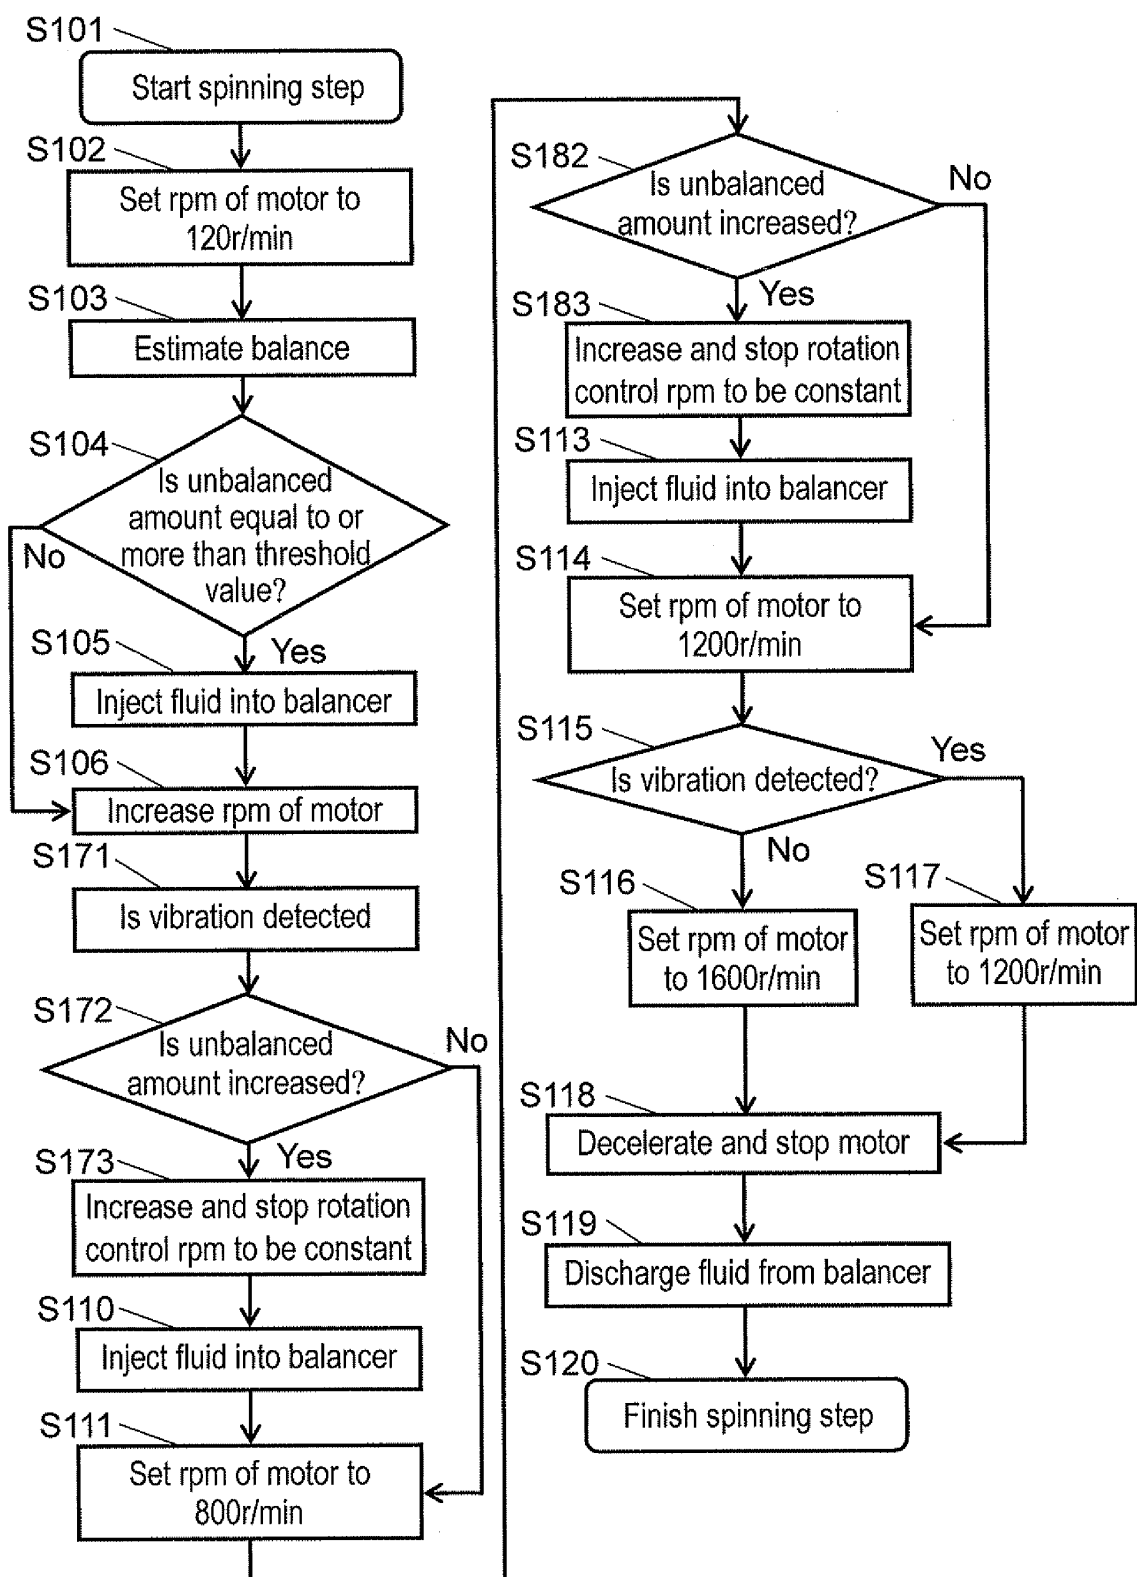 S101
Start spinning step
S102
Set rpm of motor to
120r/min
S103
Estimate balance
S104
Is unbalanced
amount equal to or
more than threshold
value?
No
Yes
S105
Inject fluid into balancer
S106
Increase rpm of motor
S171
Is vibration detected
S172
Is unbalanced
amount increased?
No
Yes
S173
Increase and stop rotation
control rpm to be constant
S110
Inject fluid into balancer
S111
Set rpm of motor to
800r/min
S182
Is unbalanced
amount increased?
No
Yes
S183
Increase and stop rotation
control rpm to be constant
S113
Inject fluid into balancer
S114
Set rpm of motor to
1200r/min
S115
Is vibration detected?
Yes
No
S116
Set rpm of motor
to 1600r/min
S117
Set rpm of motor
to 1200r/min
S118
Decelerate and stop motor
S119
Discharge fluid from balancer
S120
Finish spinning step